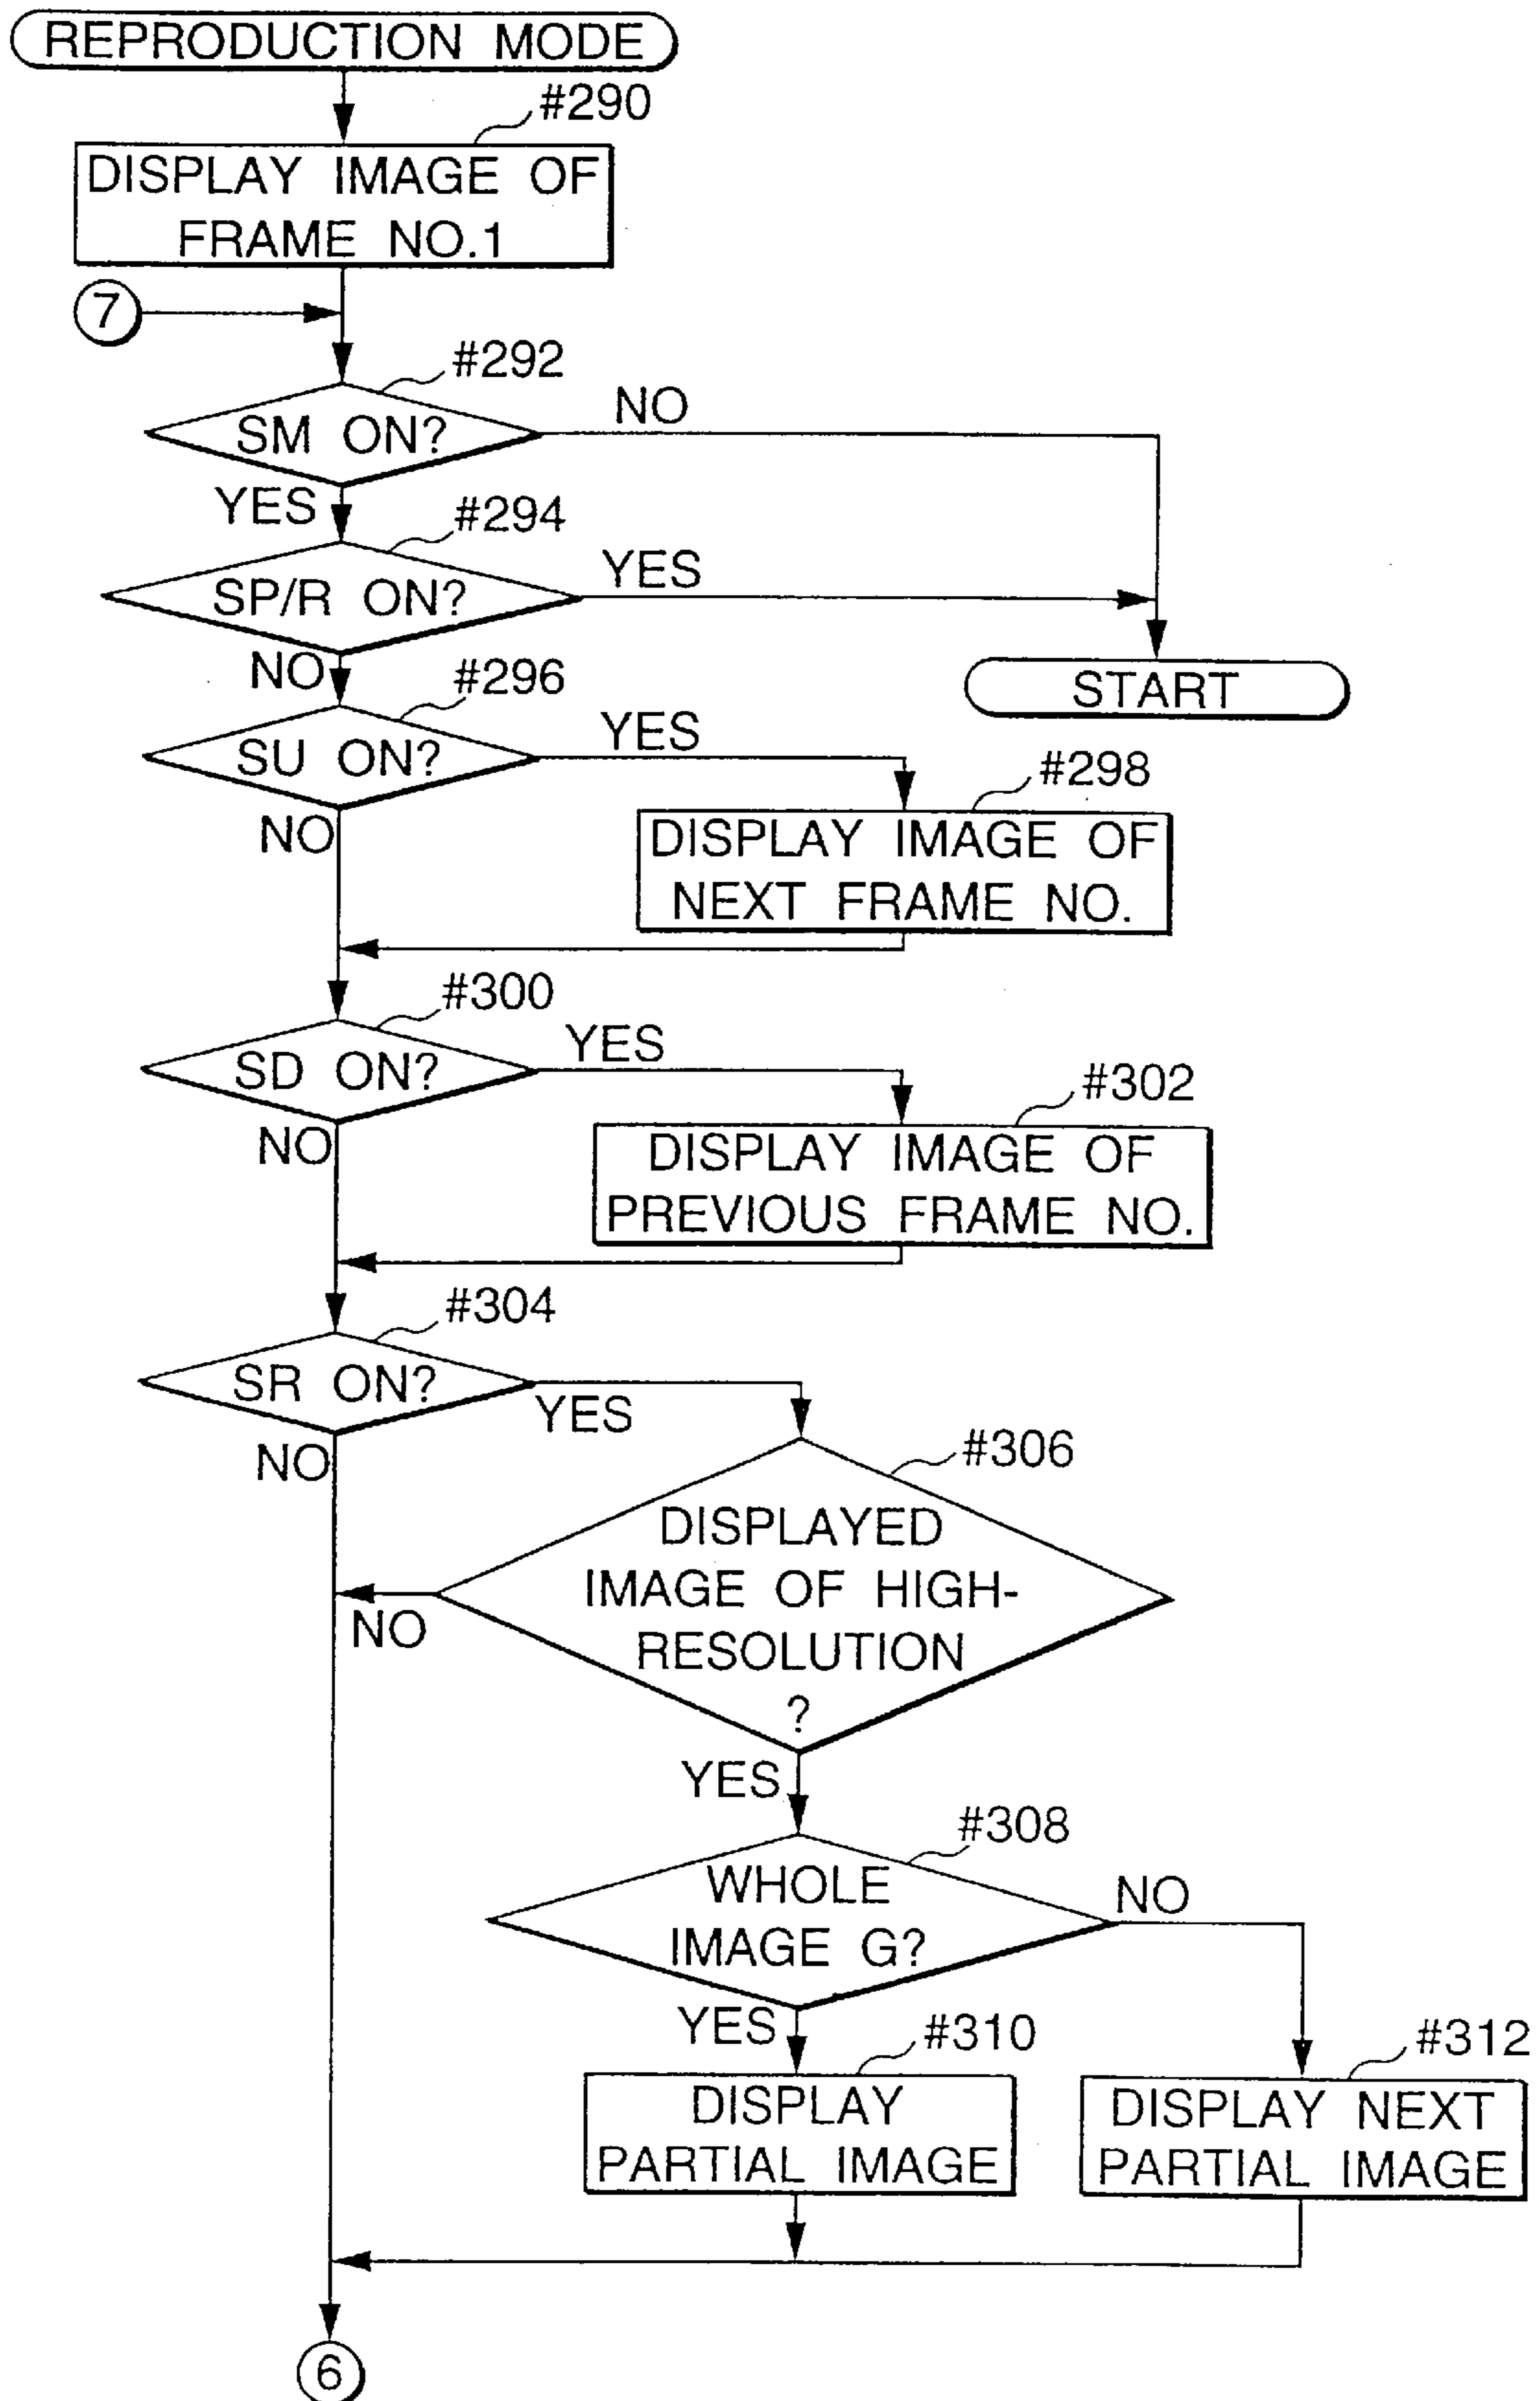 REPRODUCTION MODE
#290
DISPLAY IMAGE OF
FRAME NO.1
7
#292
SM ON?
NO
YES
#294
SP/R ON?
YES
START
NO
#296
SU ON?
YES
#298
DISPLAY IMAGE OF
NEXT FRAME NO.
NO
#300
SD ON?
YES
#302
DISPLAY IMAGE OF
PREVIOUS FRAME NO.
NO
#304
SR ON?
YES
NO
#306
DISPLAYED
IMAGE OF HIGH-
RESOLUTION
?
NO
YES
#308
WHOLE
IMAGE G?
NO
YES
#310
DISPLAY
PARTIAL IMAGE
#312
DISPLAY NEXT
PARTIAL IMAGE
6